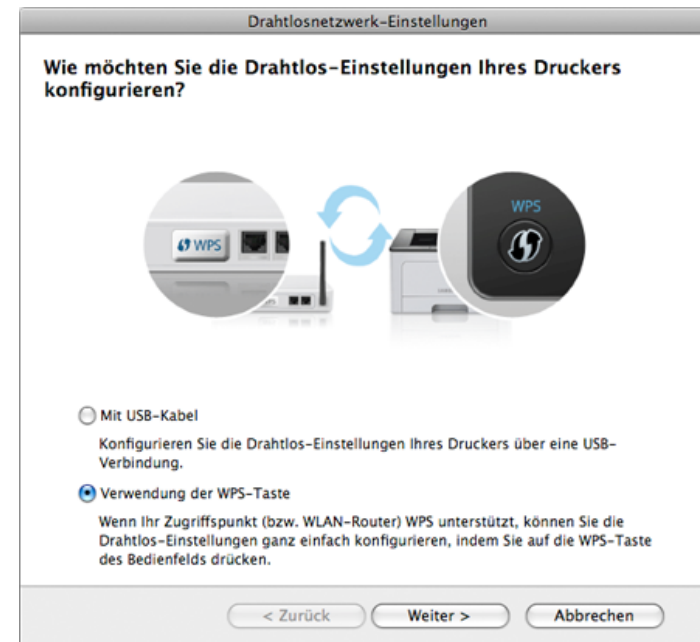 Drahtlosnetzwerk-Einstellungen
Wie möchten Sie die Drahtlos-Einstellungen Ihres Druckers
konfigurieren?
WPS
WPS
Mit USB-Kabel
Konfigurieren Sie die Drahtlos-Einstellungen Ihres Druckers über eine USB-
Verbindung.
Verwendung der WPS-Taste
Wenn Ihr Zugriffspunkt (bzw. WLAN-Router) WPS unterstützt, können Sie die
Drahtlos-Einstellungen ganz einfach konfigurieren, indem Sie auf die WPS-Taste
des Bedienfelds drücken.
< Zurück Weiter > Abbrechen